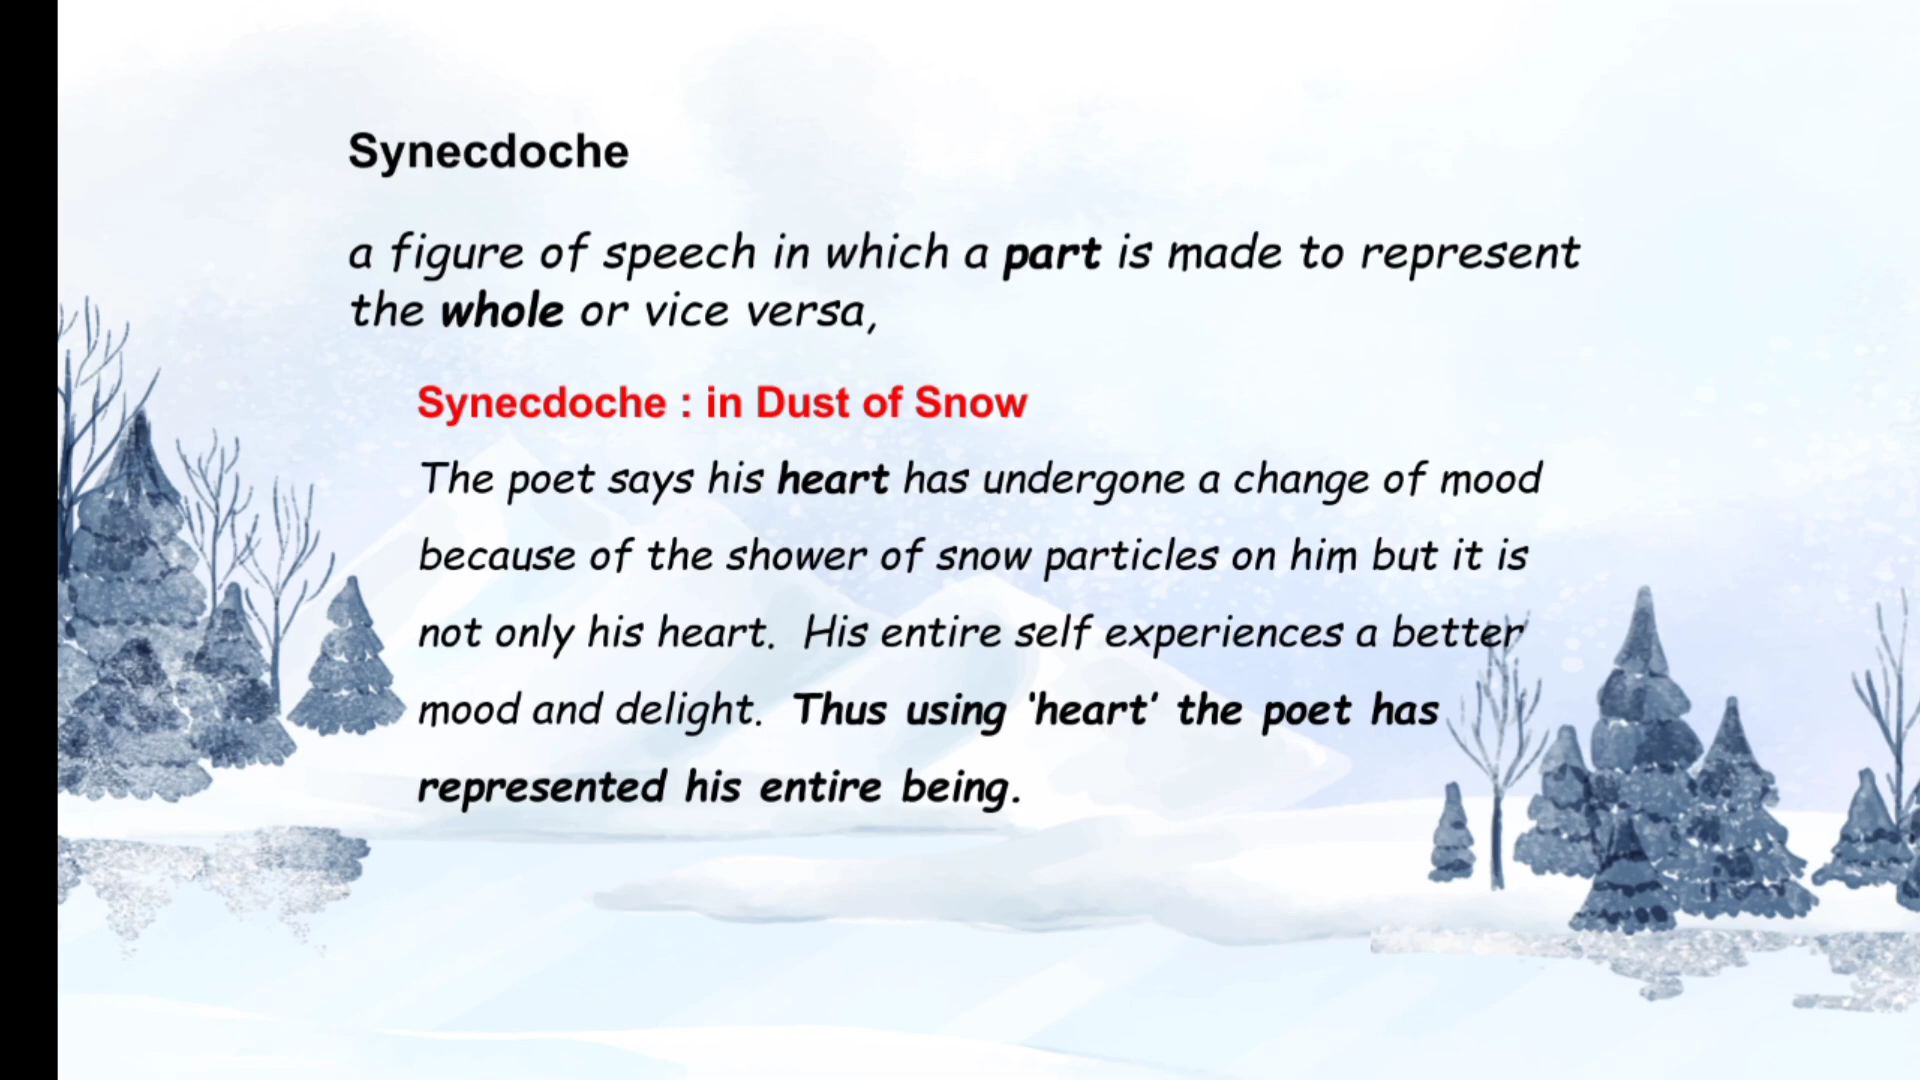 Synecdoche
a figure of speech in which a part is made to represent
the whole or vice versa,
Synecdoche : in Dust of Snow
The poet says his heart has undergone a change of mood
because of the shower of snow particles on him but it is
not only his heart.  His entire self experiences a better
mood and delight.  Thus using 'heart' the poet has
represented his entire being.